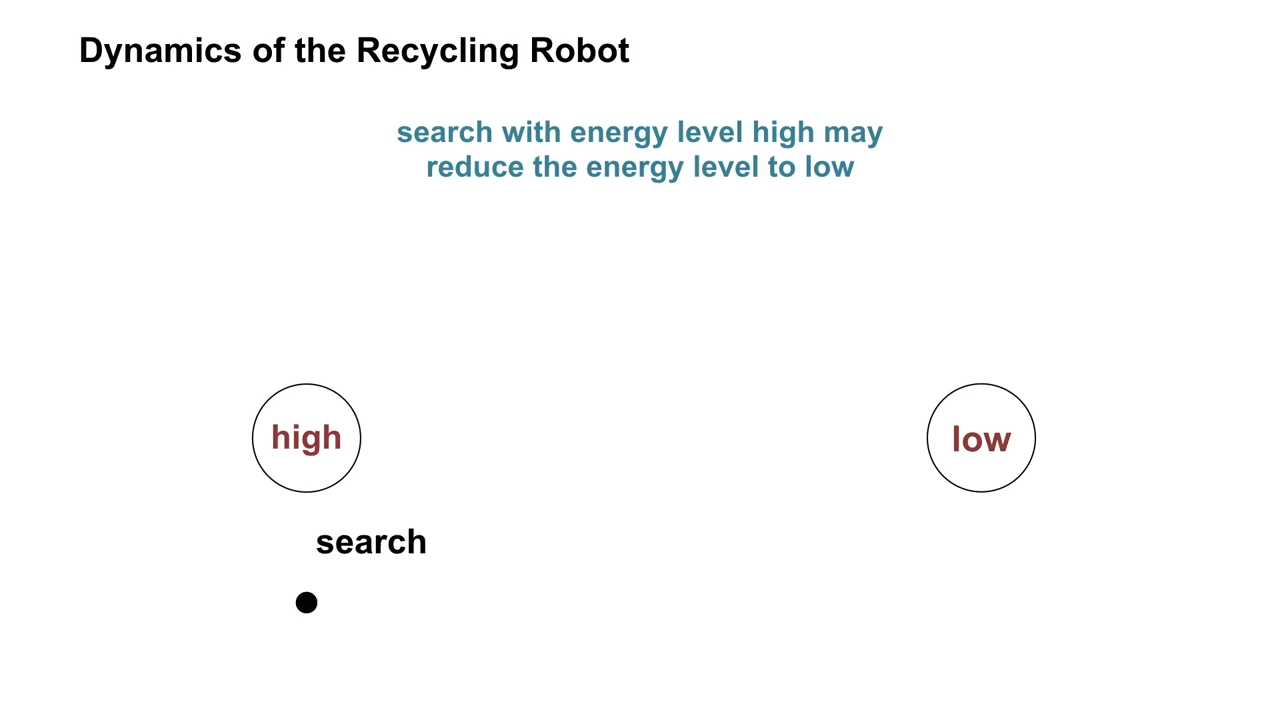 Dynamics of the Recycling Robot
search with energy level high may
reduce the energy level to low
high
low
search